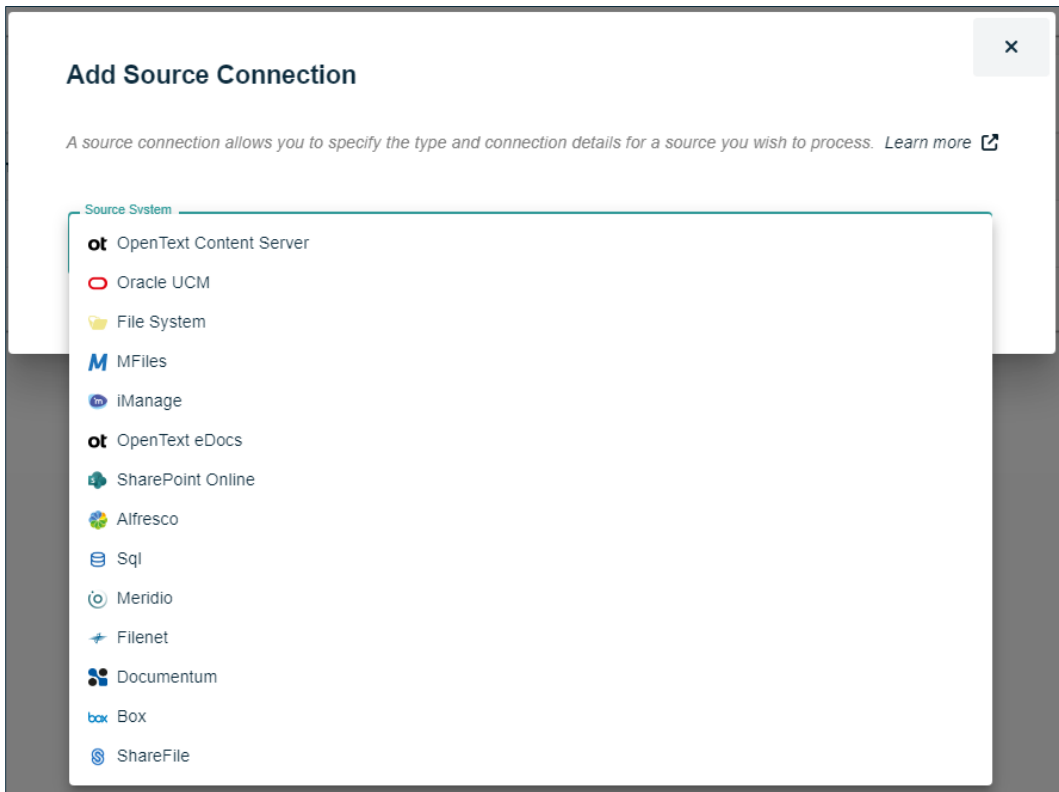 Add Source Connection
A source connection allows you to specify the type and connection details for a source you wish to process. Learn more
Source System
ot OpenText Content Server
Oracle UCM
File System
M MFiles
m iManage
ot OpenText eDocs
S SharePoint Online
Alfresco
Sql
Meridio
Filenet
Documentum
box Box
S ShareFile